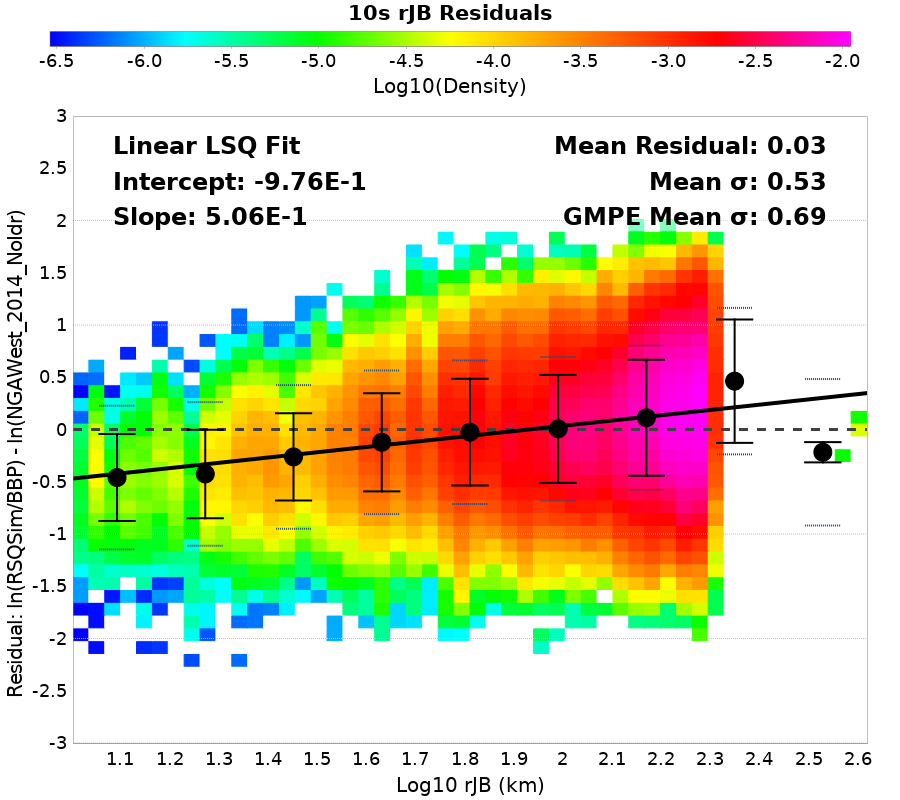 10s rJB Residuals
-6.5 -6.0 -5.5 -5.0 -4.5 -4.0 -3.5 -3.0 -2.5 -2.0
Log10(Density)
Linear LSQ Fit
Intercept: -9.76E-1
Slope: 5.06E-1
Mean Residual: 0.03
Mean σ: 0.53
GMPE Mean σ: 0.69
Residual: ln(RSQSim/BBP) - ln(NGAWest_2014_NoIdr)
3
2.5
2
1.5
1
0.5
0
-0.5
-1
-1.5
-2
-2.5
-3
1.1 1.2 1.3 1.4 1.5 1.6 1.7 1.8 1.9 2 2.1 2.2 2.3 2.4 2.5 2.6
Log10 rJB (km)